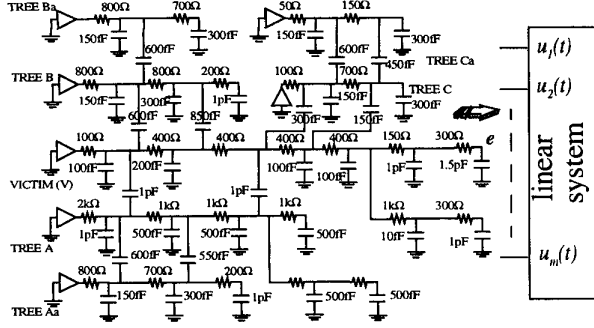 TREE Ba 800Ω 700Ω 50Ω 150Ω
150fF 300fF 150fF 300fF
600fF 600fF 450fF TREE Ca
TREE B 800Ω 800Ω 200Ω 100Ω 700Ω TREE C
150fF 300fF 1pF 150fF 300fF
600fF 850fF 300fF 150fF
100Ω 400Ω 400Ω 400Ω 400Ω 150Ω 300Ω e
100fF 200fF 100fF 100fF 1pF 1.5pF
VICTIM (V)
1pF 1pF
2kΩ 1kΩ 1kΩ 1kΩ 1kΩ 300Ω
TREE A 1pF 500fF 500fF 500fF 10fF 1pF
600fF 550fF
800Ω 700Ω 200Ω
TREE Aa 150fF 300fF 1pF 500fF 500fF
u1(t)
u2(t)
um(t)
linear
system